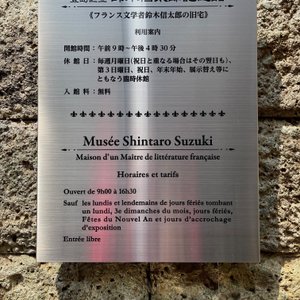 《フランス文学者鈴木信太郎の旧宅》
利用案内
開館時間：午前9時～午後4時30分
休館日：毎週月曜日(祝日と重なる場合はその翌日も)、
第3日曜日、祝日、年末年始、展示替え等に
ともなう臨時休館
入館料：無料
Musée Shintaro Suzuki
Maison d'un Maître de littérature française
Horaires et tarifs
Ouvert de 9h00 à 16h30
Sauf les lundis et lendemains de jours fériés tombant
un lundi, 3e dimanches du mois, jours fériés,
Fêtes du Nouvel An et jours d'accrochage
d'exposition
Entrée libre